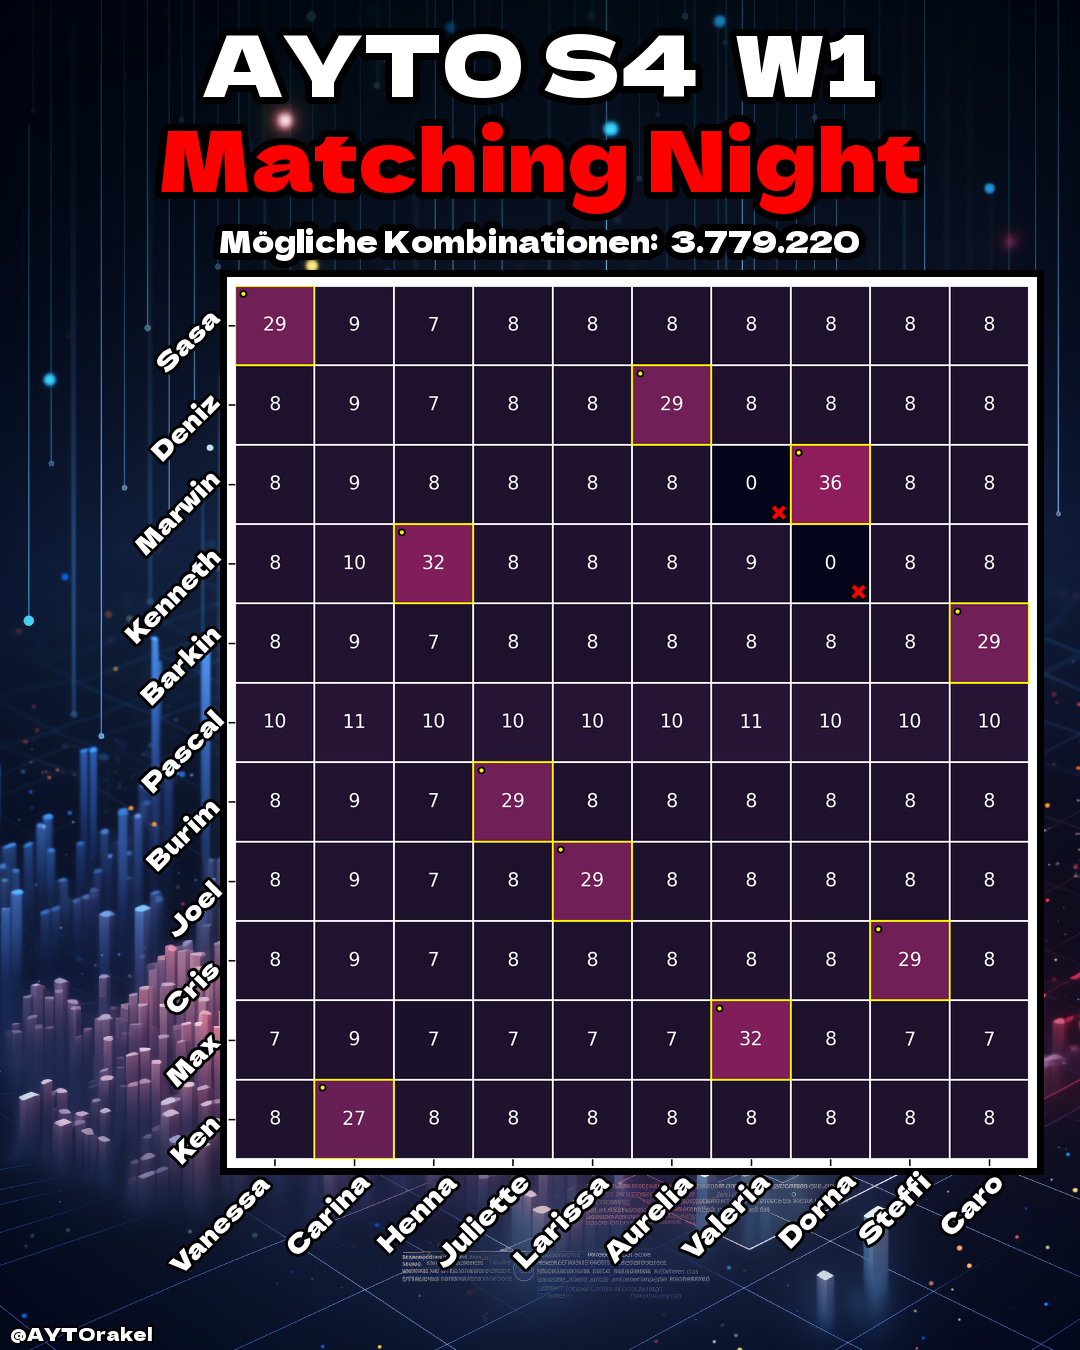 AYTO S4 W1
Matching Night
Mögliche Kombinationen: 3.779.220
Sasa 29 9 7 8 8 8 8 8 8 8
Deniz 8 9 7 8 8 29 8 8 8 8
Marwin 8 9 8 8 8 8 0 36 8 8
Kenneth 8 10 32 8 8 8 9 0 8 8
Barkin 8 9 7 8 8 8 8 8 8 29
Pascal 10 11 10 10 10 10 11 10 10 10
Burim 8 9 7 29 8 8 8 8 8 8
Joel 8 9 7 8 29 8 8 8 8 8
Cris 8 9 7 8 8 8 8 8 29 8
Max 7 9 7 7 7 7 32 8 7 7
Ken 8 27 8 8 8 8 8 8 8 8
Vanessa Carina Henna Juliette Larissa Aurelia Valeria Dorna Steffi Caro
@AYTOrakel